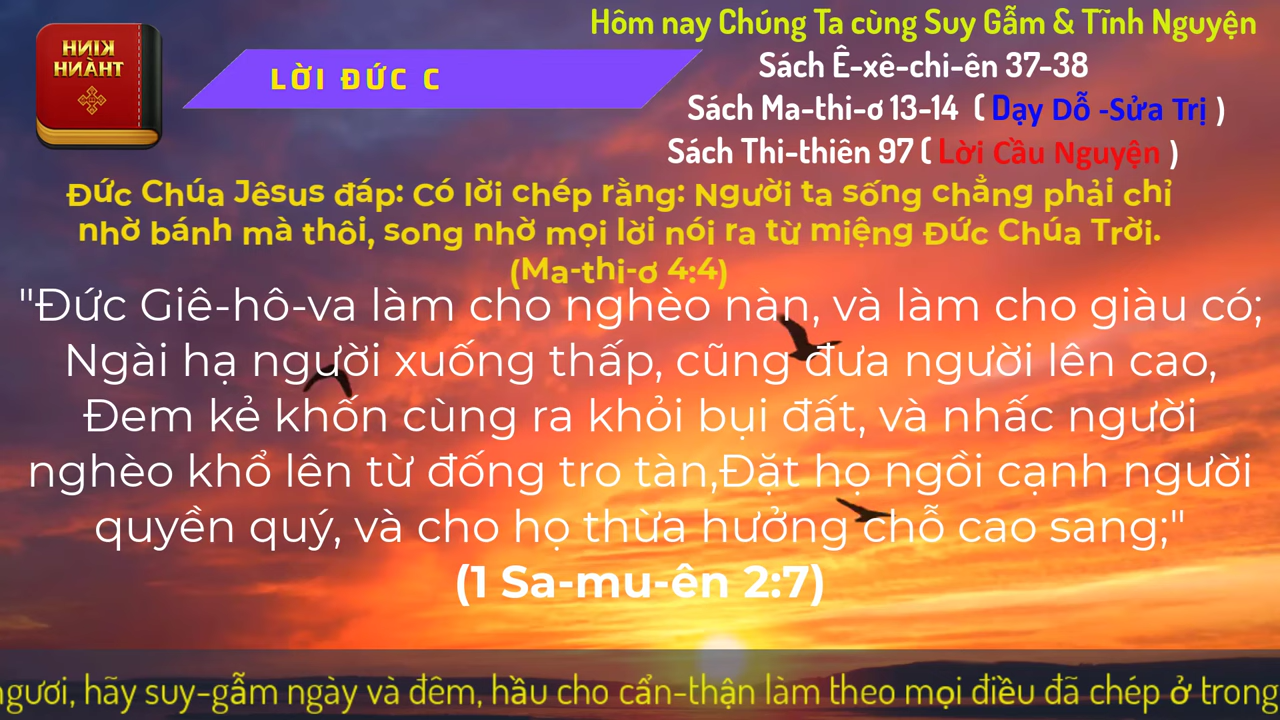 Hôm nay Chúng Ta cùng Suy Gẫm & Tĩnh Nguyện
KINH
THÁNH
LỜI ĐỨC C
Sách Ê-xê-chi-ên 37-38
Sách Ma-thi-ơ 13-14 ( Dạy Dỗ -Sửa Trị )
Sách Thi-thiên 97 ( Lời Cầu Nguyện )
Đức Chúa Jêsus đáp: Có lời chép rằng: Người ta sống chẳng phải chỉ
nhờ bánh mà thôi, song nhờ mọi lời nói ra từ miệng Đức Chúa Trời.
(Ma-thi-ơ 4:4)
"Đức Giê-hô-va làm cho nghèo nàn, và làm cho giàu có;
Ngài hạ người xuống thấp, cũng đưa người lên cao,
Đem kẻ khốn cùng ra khỏi bụi đất, và nhấc người
nghèo khổ lên từ đống tro tàn,Đặt họ ngồi cạnh người
quyền quý, và cho họ thừa hưởng chỗ cao sang;"
(1 Sa-mu-ên 2:7)
ngươi, hãy suy-gẫm ngày và đêm, hầu cho cẩn-thận làm theo mọi điều đã chép ở trong